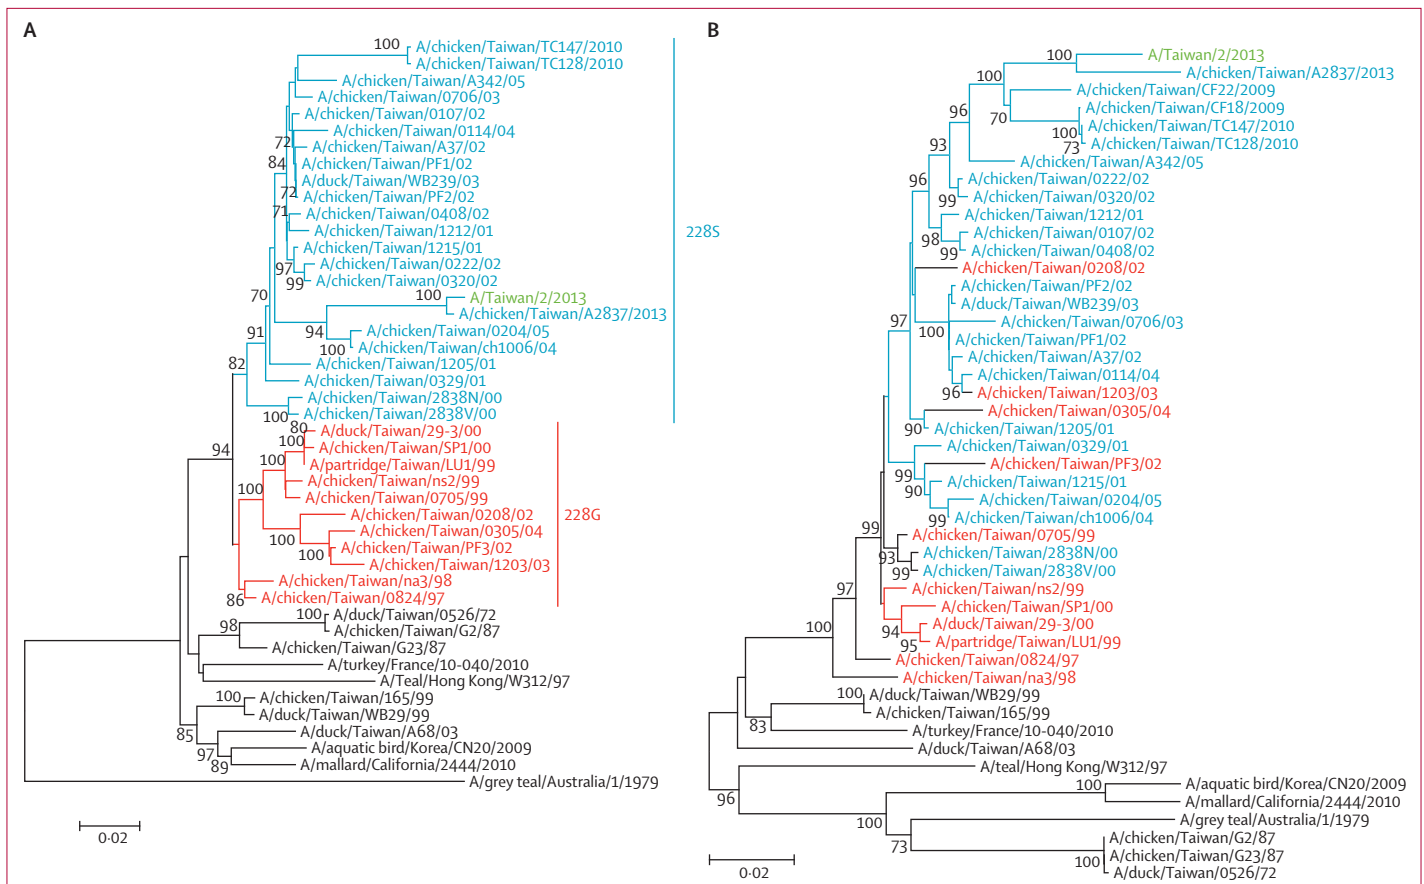 A
100
A/chicken/Taiwan/TC147/2010
A/chicken/Taiwan/TC128/2010
A/chicken/Taiwan/A342/05
A/chicken/Taiwan/0706/03
A/chicken/Taiwan/0107/02
A/chicken/Taiwan/0114/04
72
A/chicken/Taiwan/A37/02
84
A/chicken/Taiwan/PF1/02
A/duck/Taiwan/WB239/03
72
A/chicken/Taiwan/PF2/02
71
A/chicken/Taiwan/0408/02
A/chicken/Taiwan/1212/01
228S
A/chicken/Taiwan/1215/01
97
A/chicken/Taiwan/0222/02
99
A/chicken/Taiwan/0320/02
70
100
A/Taiwan/2/2013
A/chicken/Taiwan/A2837/2013
94
A/chicken/Taiwan/0204/05
100
A/chicken/Taiwan/ch1006/04
91
82
A/chicken/Taiwan/1205/01
A/chicken/Taiwan/0329/01
A/chicken/Taiwan/2838N/00
100
A/chicken/Taiwan/2838V/00
80
A/duck/Taiwan/29-3/00
100
A/chicken/Taiwan/SP1/00
94
100
A/partridge/Taiwan/LU1/99
A/chicken/Taiwan/ns2/99
100
A/chicken/Taiwan/0705/99
A/chicken/Taiwan/0208/02
228G
A/chicken/Taiwan/0305/04
100
A/chicken/Taiwan/PF3/02
100
A/chicken/Taiwan/1203/03
A/chicken/Taiwan/na3/98
86
A/chicken/Taiwan/0824/97
100
A/duck/Taiwan/0526/72
98
A/chicken/Taiwan/G2/87
A/chicken/Taiwan/G23/87
A/turkey/France/10-040/2010
A/Teal/Hong Kong/W312/97
100
A/chicken/Taiwan/165/99
A/duck/Taiwan/WB29/99
85
A/duck/Taiwan/A68/03
97
A/aquatic bird/Korea/CN20/2009
89
A/mallard/California/2444/2010
A/grey teal/Australia/1/1979
0·02
B
100
A/Taiwan/2/2013
100
A/chicken/Taiwan/A2837/2013
A/chicken/Taiwan/CF22/2009
96
70
A/chicken/Taiwan/CF18/2009
100
A/chicken/Taiwan/TC147/2010
73
A/chicken/Taiwan/TC128/2010
93
A/chicken/Taiwan/A342/05
96
A/chicken/Taiwan/0222/02
99
A/chicken/Taiwan/0320/02
A/chicken/Taiwan/1212/01
98
A/chicken/Taiwan/0107/02
99
A/chicken/Taiwan/0408/02
A/chicken/Taiwan/0208/02
A/chicken/Taiwan/PF2/02
A/duck/Taiwan/WB239/03
97
A/chicken/Taiwan/0706/03
100
A/chicken/Taiwan/PF1/02
A/chicken/Taiwan/A37/02
A/chicken/Taiwan/0114/04
96
A/chicken/Taiwan/1203/03
A/chicken/Taiwan/0305/04
90
A/chicken/Taiwan/1205/01
A/chicken/Taiwan/0329/01
A/chicken/Taiwan/PF3/02
99
A/chicken/Taiwan/1215/01
90
A/chicken/Taiwan/0204/05
99
A/chicken/Taiwan/ch1006/04
99
A/chicken/Taiwan/0705/99
93
A/chicken/Taiwan/2838N/00
99
A/chicken/Taiwan/2838V/00
97
A/chicken/Taiwan/ns2/99
A/chicken/Taiwan/SP1/00
100
A/duck/Taiwan/29-3/00
94
95
A/partridge/Taiwan/LU1/99
A/chicken/Taiwan/0824/97
A/chicken/Taiwan/na3/98
100
A/duck/Taiwan/WB29/99
A/chicken/Taiwan/165/99
83
A/turkey/France/10-040/2010
A/duck/Taiwan/A68/03
A/teal/Hong Kong/W312/97
96
100
A/aquatic bird/Korea/CN20/2009
A/mallard/California/2444/2010
100
A/grey teal/Australia/1/1979
73
A/chicken/Taiwan/G2/87
100
A/chicken/Taiwan/G23/87
A/duck/Taiwan/0526/72
0·02